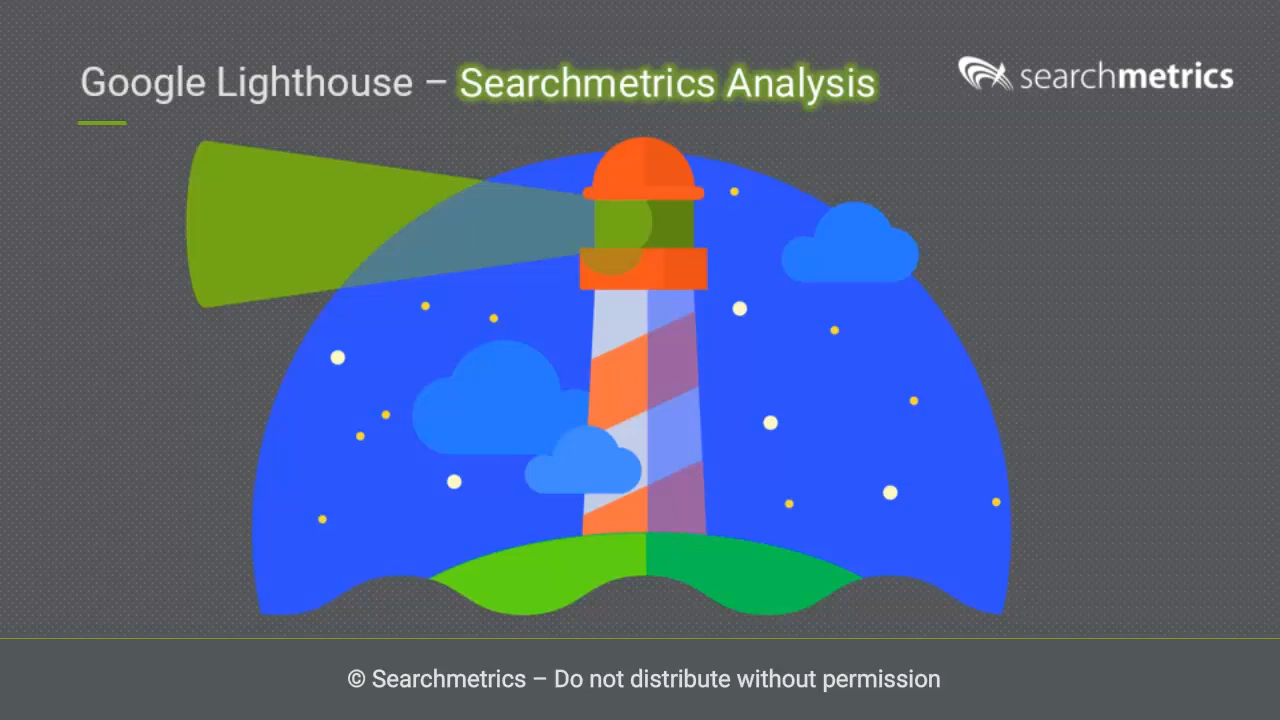 Google Lighthouse – Searchmetrics Analysis
searchmetrics
© Searchmetrics – Do not distribute without permission